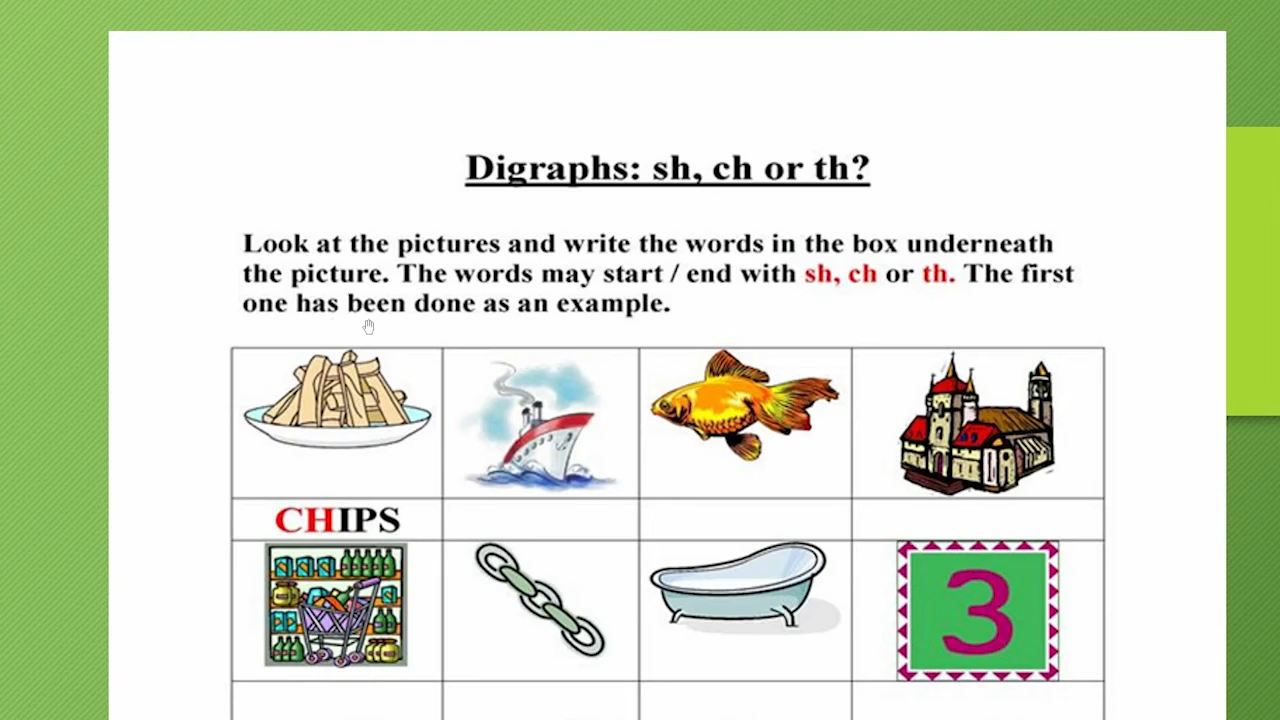 Digraphs: sh, ch or th?
Look at the pictures and write the words in the box underneath
the picture. The words may start / end with sh, ch or th. The first
one has been done as an example.
CHIPS
3